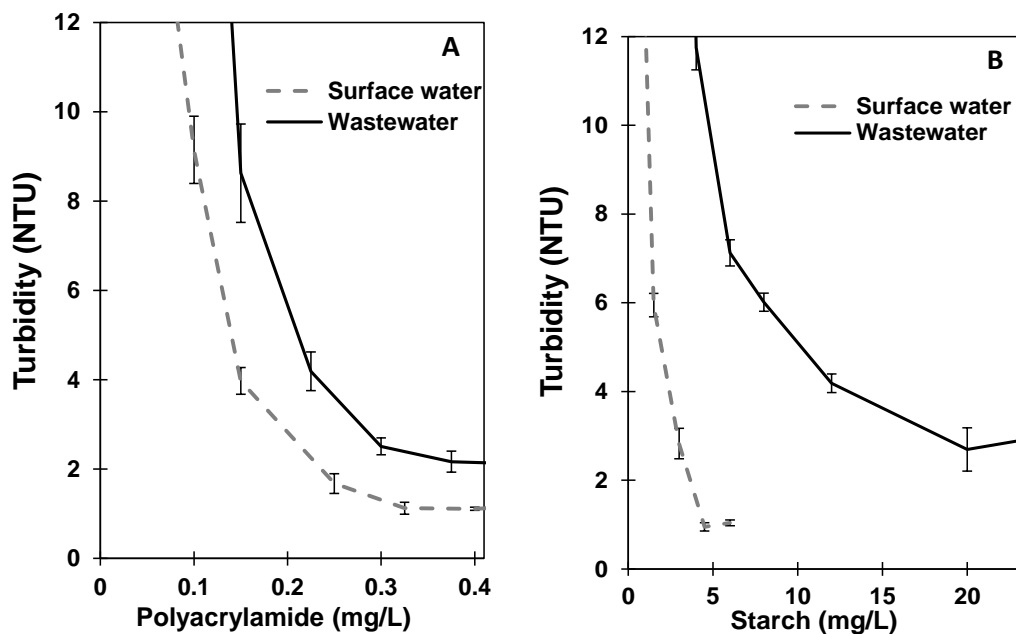 A
Surface water
Wastewater
Turbidity (NTU)
12
10
8
6
4
2
0
0
0.1
0.2
0.3
0.4
Polyacrylamide (mg/L)
B
Surface water
Wastewater
Turbidity (NTU)
12
10
8
6
4
2
0
0
5
10
15
20
Starch (mg/L)